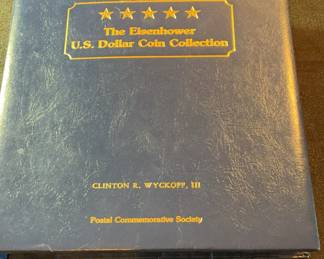 The Eisenhower
U.S. Dollar Coin Collection
CLINTON R. WYCKOFF, III
Postal Commemorative Society